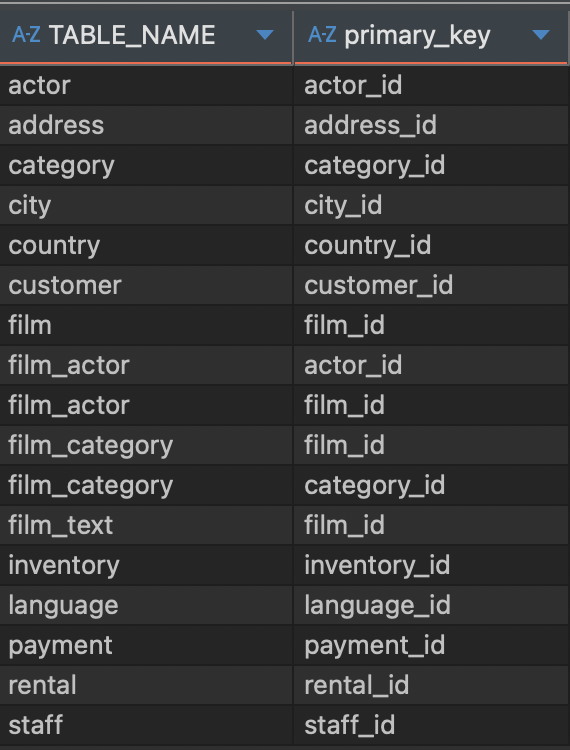 A-Z TABLE_NAME A-Z primary_key
actor actor_id
address address_id
category category_id
city city_id
country country_id
customer customer_id
film film_id
film_actor actor_id
film_actor film_id
film_category film_id
film_category category_id
film_text film_id
inventory inventory_id
language language_id
payment payment_id
rental rental_id
staff staff_id